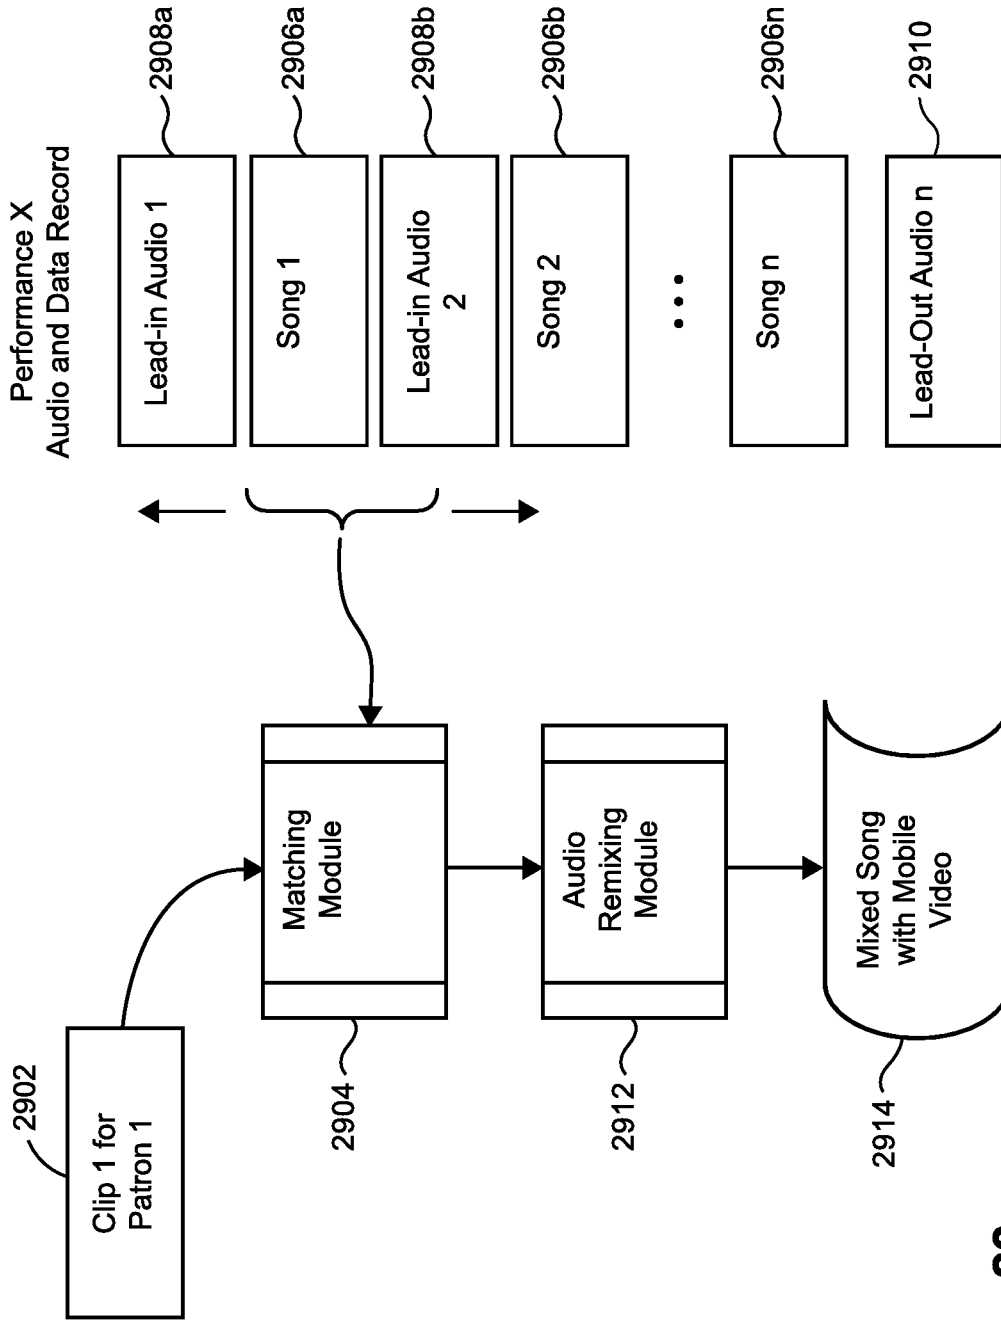 Performance X
Audio and Data Record
Lead-in Audio 1
2908a
Song 1
2906a
Lead-in Audio
2
2908b
Song 2
2906b
Song n
2906n
Lead-Out Audio n
2910
2902
Clip 1 for
Patron 1
Matching
Module
2904
Audio
Remixing
Module
2912
Mixed Song
with Mobile
Video
2914